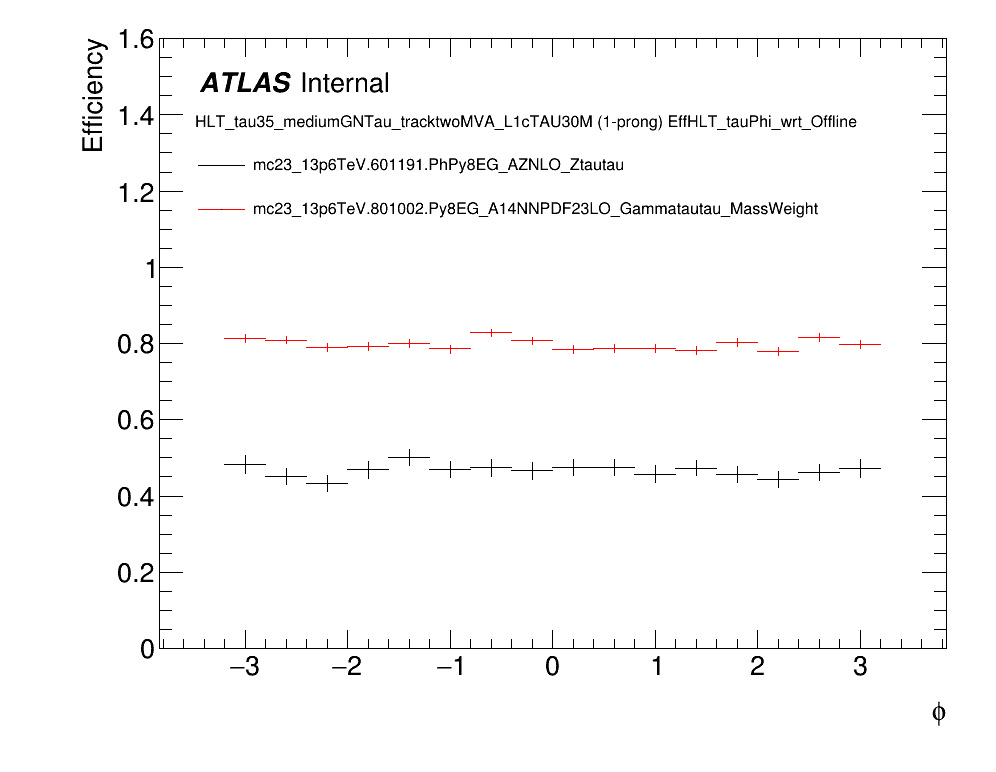 Efficiency
1.6
1.4
1.2
1
0.8
0.6
0.4
0.2
0
ATLAS Internal
HLT_tau35_mediumGNTau_tracktwoMVA_L1cTAU30M (1-prong) EffHLT_tauPhi_wrt_Offline
mc23_13p6TeV.601191.PhPy8EG_AZNLO_Ztautau
mc23_13p6TeV.801002.Py8EG_A14NNPDF23LO_Gammatautau_MassWeight
−3 −2 −1 0 1 2 3
ϕ